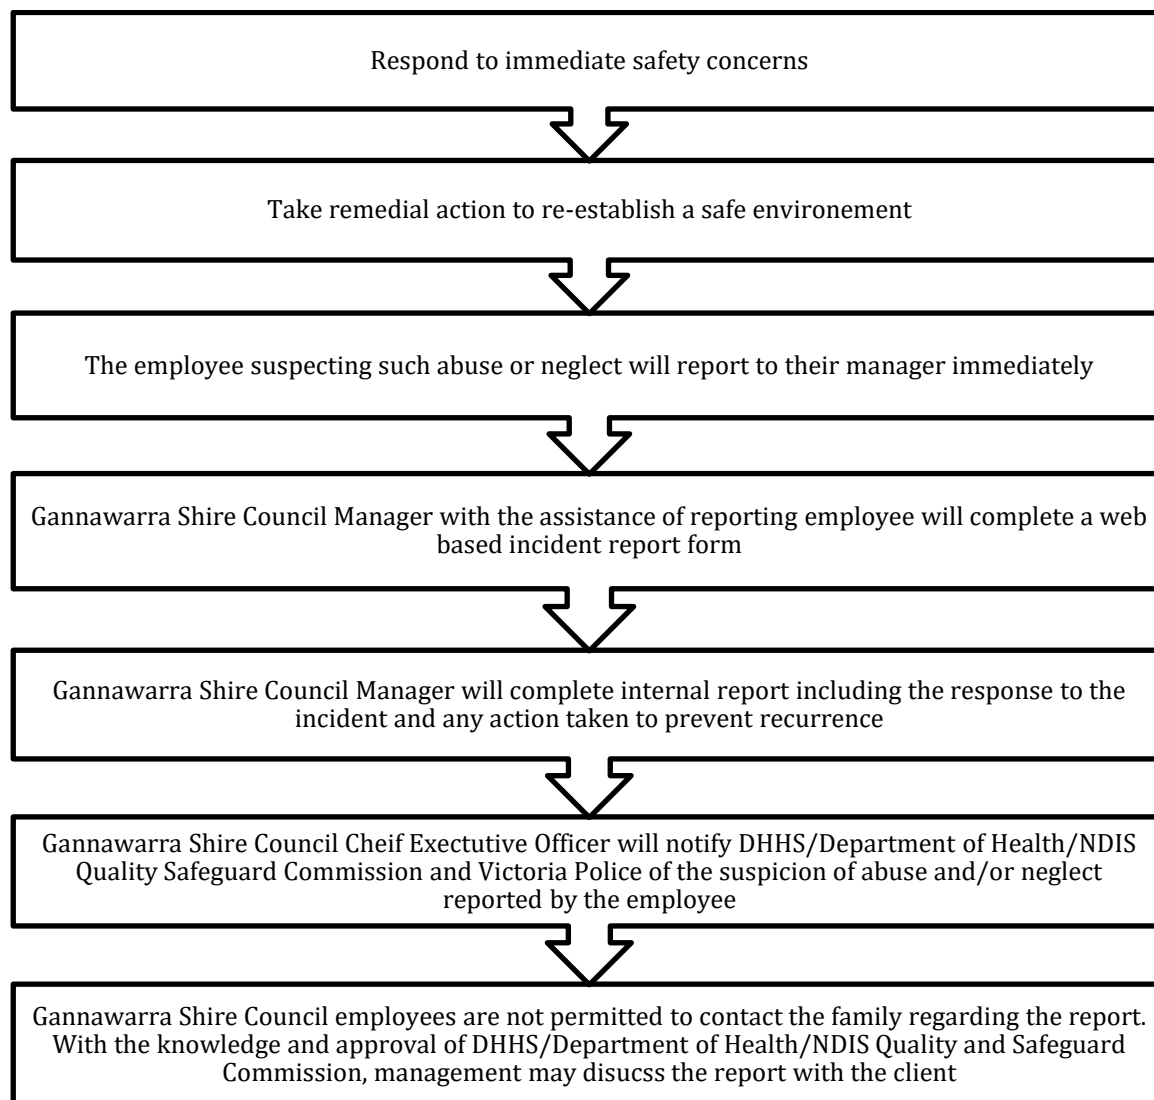 Respond to immediate safety concerns
Take remedial action to re-establish a safe environement
The employee suspecting such abuse or neglect will report to their manager immediately
Gannawarra Shire Council Manager with the assistance of reporting employee will complete a web
based incident report form
Gannawarra Shire Council Manager will complete internal report including the response to the
incident and any action taken to prevent recurrence
Gannawarra Shire Council Cheif Exectutive Officer will notify DHHS/Department of Health/NDIS
Quality Safeguard Commission and Victoria Police of the suspicion of abuse and/or neglect
reported by the employee
Gannawarra Shire Council employees are not permitted to contact the family regarding the report.
With the knowledge and approval of DHHS/Department of Health/NDIS Quality and Safeguard
Commission, management may disucss the report with the client